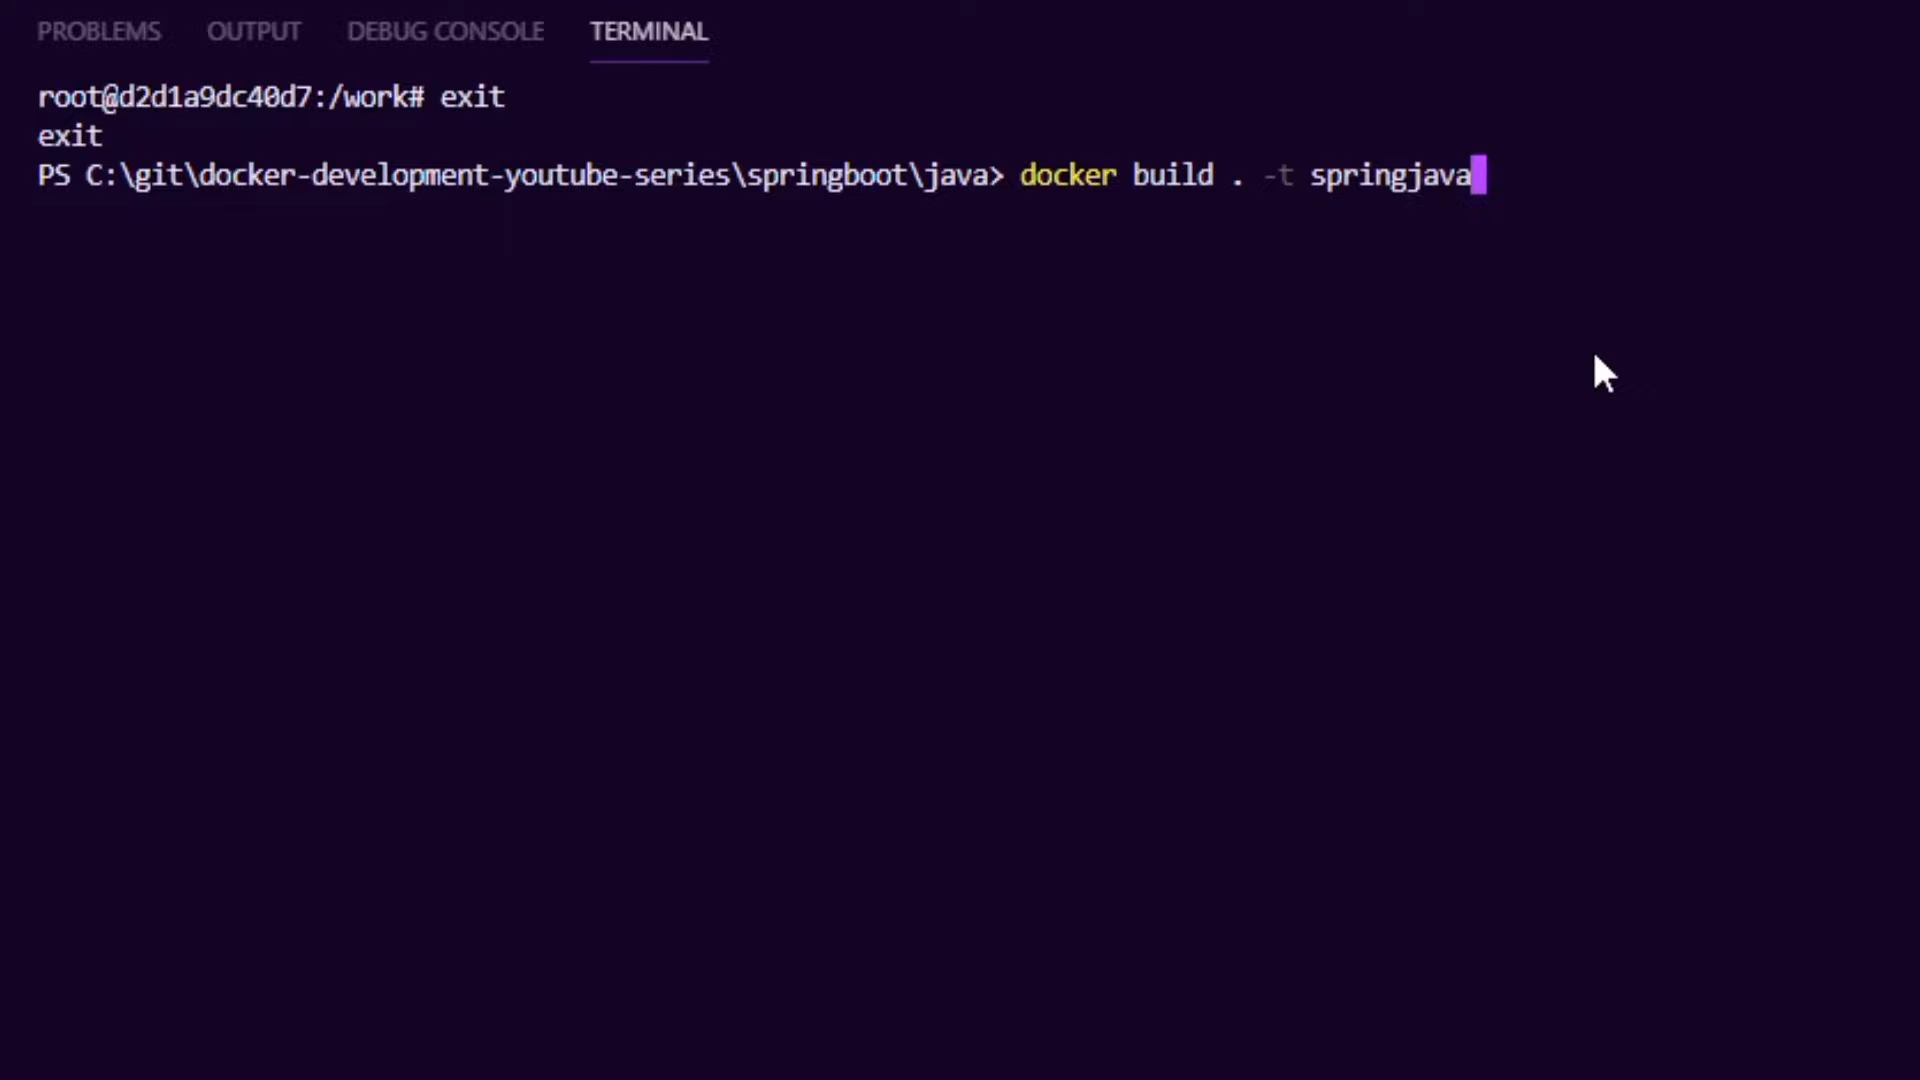 PROBLEMS OUTPUT DEBUG CONSOLE TERMINAL
root@d2d1a9dc40d7:/work# exit
exit
PS C:\git\docker-development-youtube-series\springboot\java> docker build . -t springjava